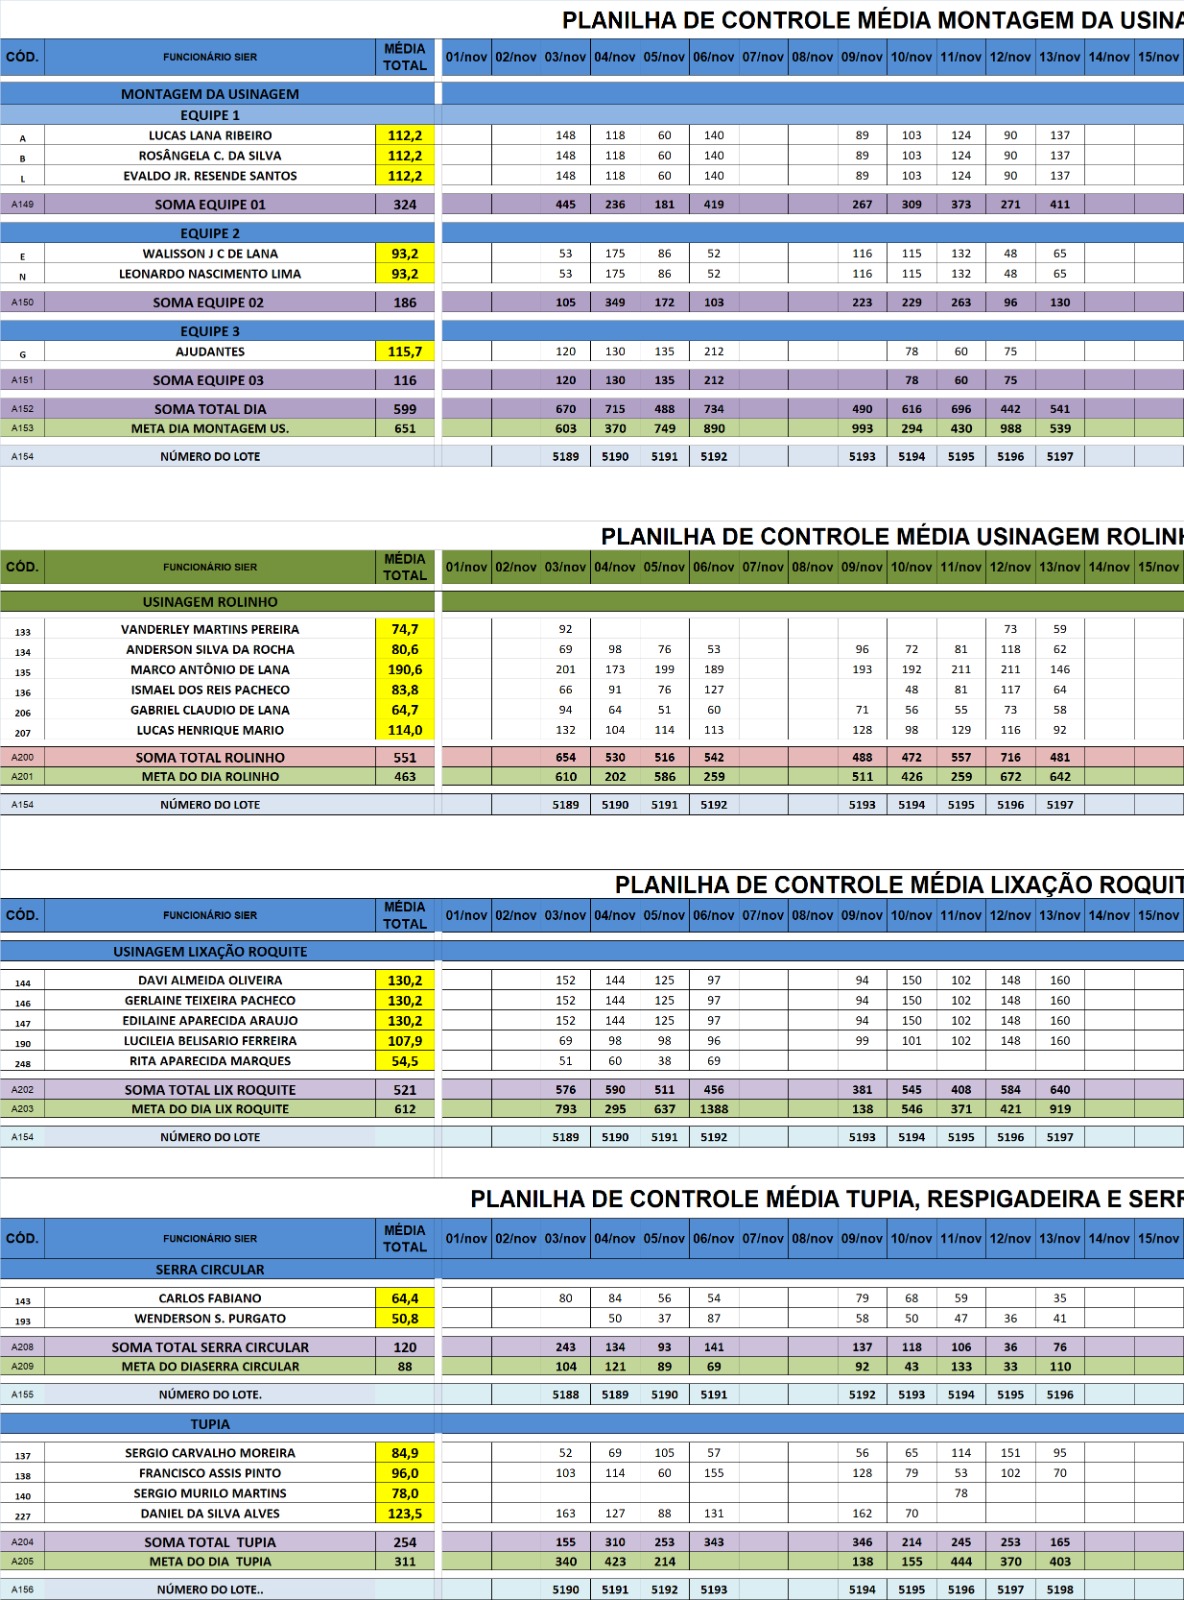 PLANILHA DE CONTROLE MÉDIA MONTAGEM DA USINA
CÓD. FUNCIONÁRIO SIER MÉDIA TOTAL 01/nov 02/nov 03/nov 04/nov 05/nov 06/nov 07/nov 08/nov 09/nov 10/nov 11/nov 12/nov 13/nov 14/nov 15/nov
MONTAGEM DA USINAGEM
EQUIPE 1
A LUCAS LANA RIBEIRO 112,2 148 118 60 140 89 103 124 90 137
B ROSÂNGELA C. DA SILVA 112,2 148 118 60 140 89 103 124 90 137
L EVALDO JR. RESENDE SANTOS 112,2 148 118 60 140 89 103 124 90 137
A149 SOMA EQUIPE 01 324 445 236 181 419 267 309 373 271 411
EQUIPE 2
E WALISSON J C DE LANA 93,2 53 175 86 52 116 115 132 48 65
N LEONARDO NASCIMENTO LIMA 93,2 53 175 86 52 116 115 132 48 65
A150 SOMA EQUIPE 02 186 105 349 172 103 223 229 263 96 130
EQUIPE 3
G AJUDANTES 115,7 120 130 135 212 78 60 75
A151 SOMA EQUIPE 03 116 120 130 135 212 78 60 75
A152 SOMA TOTAL DIA 599 670 715 488 734 490 616 696 442 541
A153 META DIA MONTAGEM US. 651 603 370 749 890 993 294 430 988 539
A154 NÚMERO DO LOTE 5189 5190 5191 5192 5193 5194 5195 5196 5197
PLANILHA DE CONTROLE MÉDIA USINAGEM ROLINH
CÓD. FUNCIONÁRIO SIER MÉDIA TOTAL 01/nov 02/nov 03/nov 04/nov 05/nov 06/nov 07/nov 08/nov 09/nov 10/nov 11/nov 12/nov 13/nov 14/nov 15/nov
USINAGEM ROLINHO
133 VANDERLEY MARTINS PEREIRA 74,7 92 73 59
134 ANDERSON SILVA DA ROCHA 80,6 69 98 76 53 96 72 81 118 62
135 MARCO ANTÔNIO DE LANA 190,6 201 173 199 189 193 192 211 211 146
136 ISMAEL DOS REIS PACHECO 83,8 66 91 76 127 48 81 117 64
206 GABRIEL CLAUDIO DE LANA 64,7 94 64 51 60 71 56 55 73 58
207 LUCAS HENRIQUE MARIO 114,0 132 104 114 113 128 98 129 116 92
A200 SOMA TOTAL ROLINHO 551 654 530 516 542 488 472 557 716 481
A201 META DO DIA ROLINHO 463 610 202 586 259 511 426 259 672 642
A154 NÚMERO DO LOTE 5189 5190 5191 5192 5193 5194 5195 5196 5197
PLANILHA DE CONTROLE MÉDIA LIXAÇÃO ROQUIT
CÓD. FUNCIONÁRIO SIER MÉDIA TOTAL 01/nov 02/nov 03/nov 04/nov 05/nov 06/nov 07/nov 08/nov 09/nov 10/nov 11/nov 12/nov 13/nov 14/nov 15/nov
USINAGEM LIXAÇÃO ROQUITE
144 DAVI ALMEIDA OLIVEIRA 130,2 152 144 125 97 94 150 102 148 160
146 GERLAINE TEIXEIRA PACHECO 130,2 152 144 125 97 94 150 102 148 160
147 EDILAINE APARECIDA ARAUJO 130,2 152 144 125 97 94 150 102 148 160
190 LUCILEIA BELISARIO FERREIRA 107,9 69 98 98 96 99 101 102 148 160
248 RITA APARECIDA MARQUES 54,5 51 60 38 69
A202 SOMA TOTAL LIX ROQUITE 521 576 590 511 456 381 545 408 584 640
A203 META DO DIA LIX ROQUITE 612 793 295 637 1388 138 546 371 421 919
A154 NÚMERO DO LOTE 5189 5190 5191 5192 5193 5194 5195 5196 5197
PLANILHA DE CONTROLE MÉDIA TUPIA, RESPIGADEIRA E SERR
CÓD. FUNCIONÁRIO SIER MÉDIA TOTAL 01/nov 02/nov 03/nov 04/nov 05/nov 06/nov 07/nov 08/nov 09/nov 10/nov 11/nov 12/nov 13/nov 14/nov 15/nov
SERRA CIRCULAR
143 CARLOS FABIANO 64,4 80 84 56 54 79 68 59 35
193 WENDERSON S. PURGATO 50,8 50 37 87 58 50 47 36 41
A208 SOMA TOTAL SERRA CIRCULAR 120 243 134 93 141 137 118 106 36 76
A209 META DO DIASERRA CIRCULAR 88 104 121 89 69 92 43 133 33 110
A155 NÚMERO DO LOTE. 5188 5189 5190 5191 5192 5193 5194 5195 5196
TUPIA
137 SERGIO CARVALHO MOREIRA 84,9 52 69 105 57 56 65 114 151 95
138 FRANCISCO ASSIS PINTO 96,0 103 114 60 155 128 79 53 102 70
140 SERGIO MURILO MARTINS 78,0 78
227 DANIEL DA SILVA ALVES 123,5 163 127 88 131 162 70
A204 SOMA TOTAL TUPIA 254 155 310 253 343 346 214 245 253 165
A205 META DO DIA TUPIA 311 340 423 214 138 155 444 370 403
A156 NÚMERO DO LOTE.. 5190 5191 5192 5193 5194 5195 5196 5197 5198